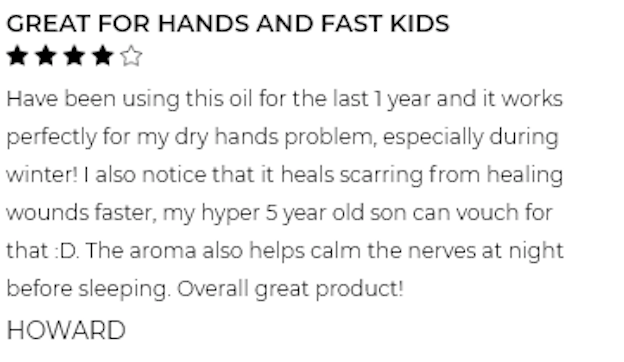 GREAT FOR HANDS AND FAST KIDS
Have been using this oil for the last 1 year and it works
perfectly for my dry hands problem, especially during
winter! I also notice that it heals scarring from healing
wounds faster, my hyper 5 year old son can vouch for
that :D. The aroma also helps calm the nerves at night
before sleeping. Overall great product!
HOWARD